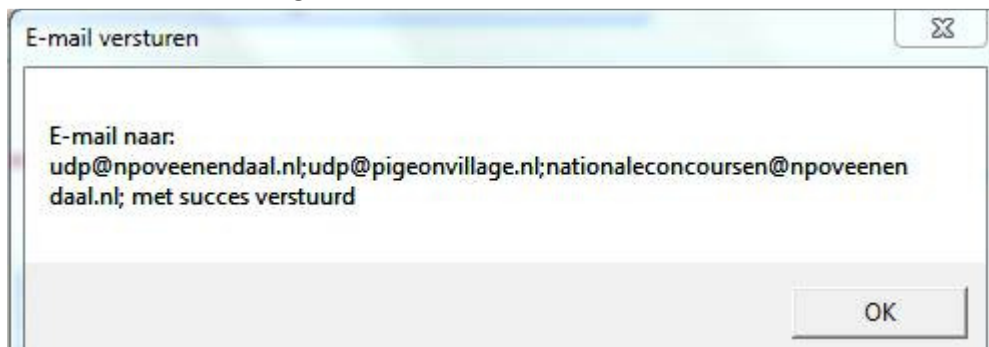 E-mail versturen
E-mail naar:
udp@npoveenendaal.nl;udp@pigeonvillage.nl;nationaleconcoursen@npoveenen
daal.nl; met succes verstuurd
OK